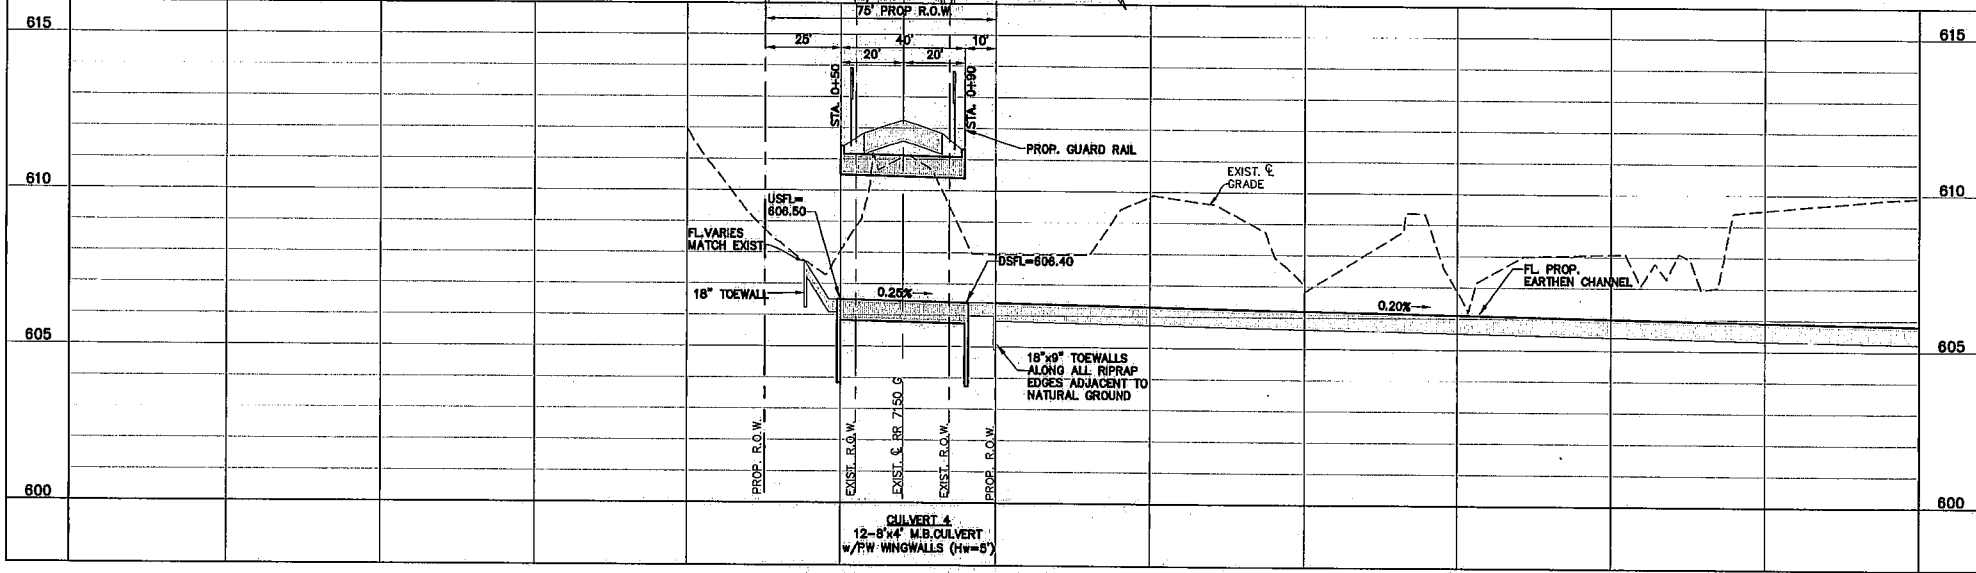 75' PROP R.O.W.
615
615
25'
40'
10'
20'
20'
STA. 0+50
STA. 0+90
PROP. GUARD RAIL
610
610
EXIST. ℄
GRADE
USFL=
606.50
FL.VARIES
MATCH EXIST
DSFL=606.40
FL. PROP.
EARTHEN CHANNEL
18" TOEWALL
0.25%
0.20%
605
605
18"x9" TOEWALLS
ALONG ALL RIPRAP
EDGES ADJACENT TO
NATURAL GROUND
PROP. R.O.W.
EXIST. R.O.W.
EXIST. ℄ RR 7150 G
EXIST. R.O.W.
PROP. R.O.W.
600
600
CULVERT 4
12-8'x4' M.B.CULVERT
w/PW WINGWALLS (Hw=5')